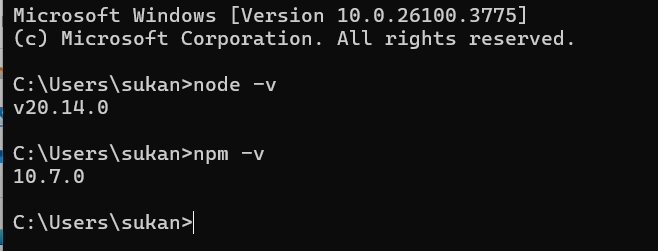 Microsoft Windows [Version 10.0.26100.3775]
(c) Microsoft Corporation. All rights reserved.
C:\Users\sukan>node -v
v20.14.0
C:\Users\sukan>npm -v
10.7.0
C:\Users\sukan>